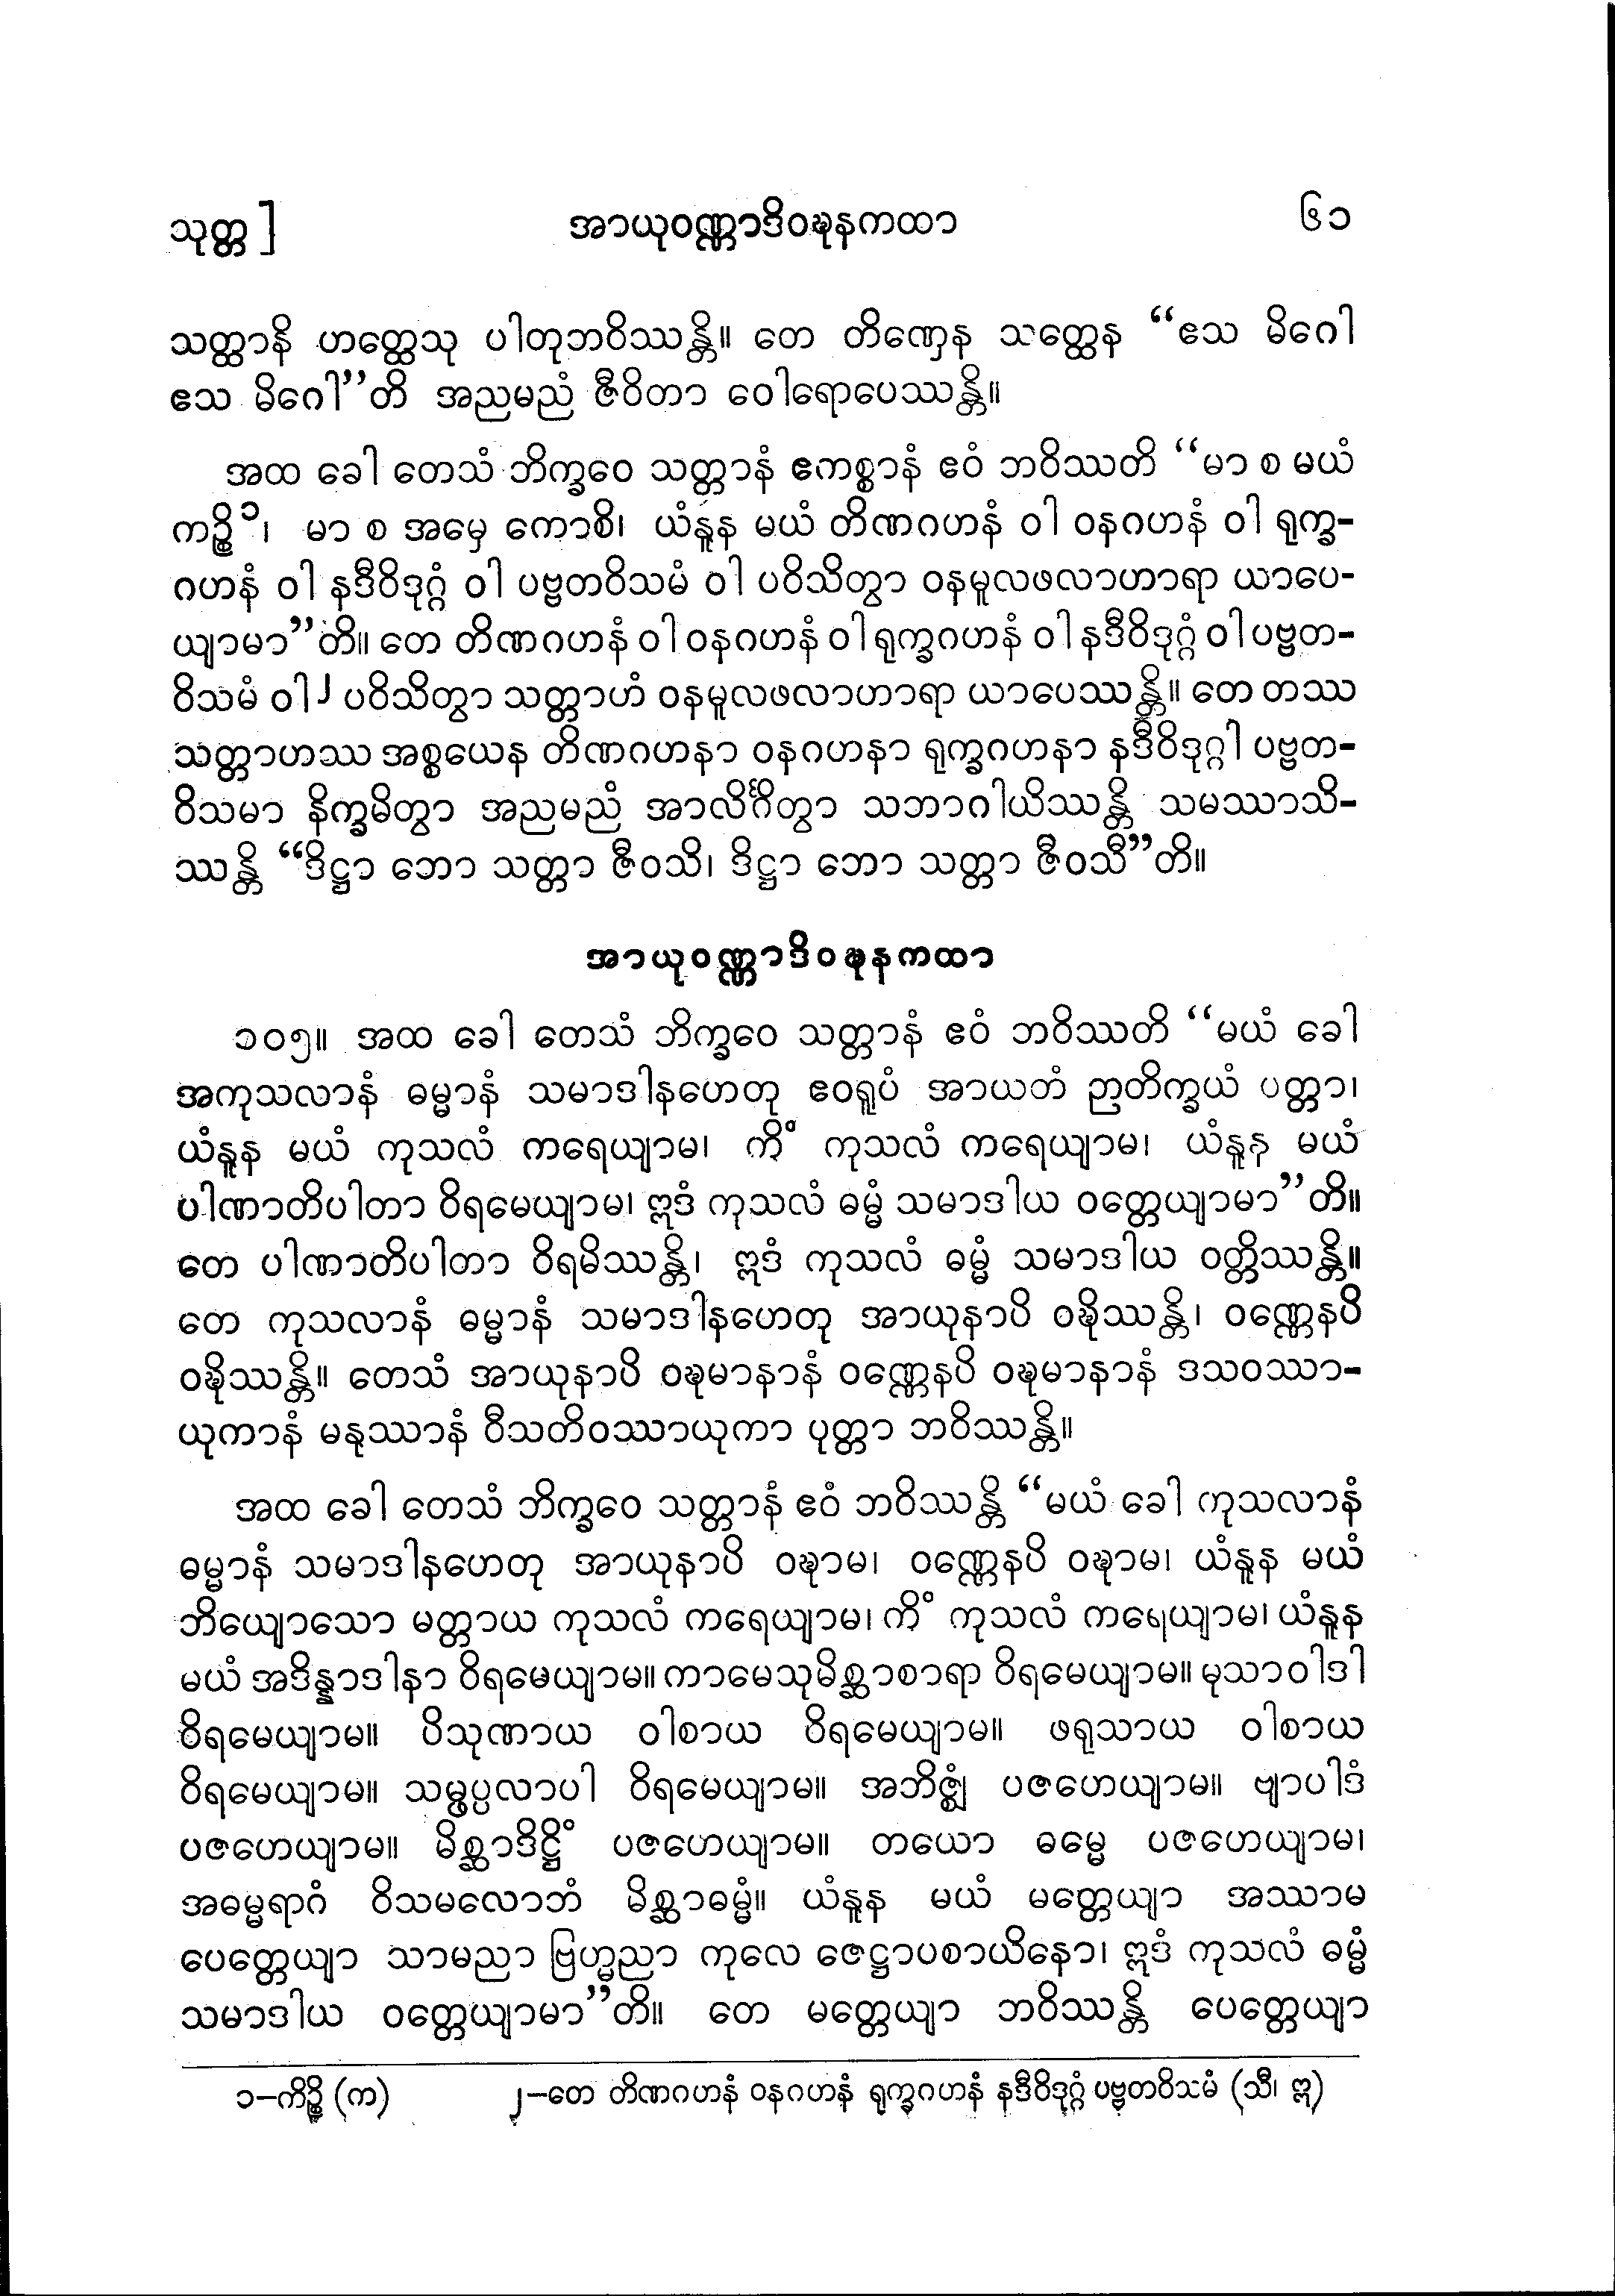 သုတ္တ]
အာယုဝဏ္ဏာဒိဝဍ္ဎနကထာ
၆၁
သတ္ထာနိ ဟတ္ထေသု ပါတုဘဝိဿန္တိ။ တေ တိဏှေန သတ္ထေန “ဧသ မိဂေါ
ဧသ မိဂေါ”တိ အညမညံ ဇီဝိတာ ဝေါရောပေဿန္တိ။
အထ ခေါ တေသံ ဘိက္ခဝေ သတ္တာနံ ဧကစ္စာနံ ဧဝံ ဘဝိဿတိ “မာ စ မယံ
ကဉ္စိ၁၊ မာ စ အမှေ ကောစိ၊ ယံနူန မယံ တိဏဂဟနံ ဝါ ဝနဂဟနံ ဝါ ရုက္ခ-
ဂဟနံ ဝါ နဒီဝိဒုဂ္ဂံ ဝါ ပဗ္ဗတဝိသမံ ဝါ ပဝိသိတွာ ဝနမူလဖလာဟာရာ ယာပေ-
ယျာမာ”တိ။ တေ တိဏဂဟနံ ဝါ ဝနဂဟနံ ဝါ ရုက္ခဂဟနံ ဝါ နဒီဝိဒုဂ္ဂံ ဝါ ပဗ္ဗတ-
ဝိသမံ ဝါ၂ ပဝိသိတွာ သတ္တာဟံ ဝနမူလဖလာဟာရာ ယာပေဿန္တိ။ တေ တဿ
သတ္တာဟဿ အစ္စယေန တိဏဂဟနာ ဝနဂဟနာ ရုက္ခဂဟနာ နဒီဝိဒုဂ္ဂါ ပဗ္ဗတ-
ဝိသမာ နိက္ခမိတွာ အညမညံ အာလိင်္ဂိတွာ သဘာဂါယိဿန္တိ သမဿာသိ-
ဿန္တိ “ဒိဋ္ဌာ ဘော သတ္တာ ဇီဝသိ၊ ဒိဋ္ဌာ ဘော သတ္တာ ဇီဝသီ”တိ။
အာယုဝဏ္ဏာဒိဝဍ္ဎနကထာ
၁၀၅။ အထ ခေါ တေသံ ဘိက္ခဝေ သတ္တာနံ ဧဝံ ဘဝိဿတိ “မယံ ခေါ
အကုသလာနံ ဓမ္မာနံ သမာဒါနဟေတု ဧဝရူပံ အာယတံ ဉာတိက္ခယံ ပတ္တာ၊
ယံနူန မယံ ကုသလံ ကရေယျာမ၊ ကိံ ကုသလံ ကရေယျာမ၊ ယံနူန မယံ
ပါဏာတိပါတာ ဝိရမေယျာမ၊ ဣဒံ ကုသလံ ဓမ္မံ သမာဒါယ ဝတ္တေယျာမာ”တိ။
တေ ပါဏာတိပါတာ ဝိရမိဿန္တိ၊ ဣဒံ ကုသလံ ဓမ္မံ သမာဒါယ ဝတ္တိဿန္တိ။
တေ ကုသလာနံ ဓမ္မာနံ သမာဒါနဟေတု အာယုနာပိ ဝဍ္ဎိဿန္တိ၊ ဝဏ္ဏေနပိ
ဝဍ္ဎိဿန္တိ။ တေသံ အာယုနာပိ ဝဍ္ဎမာနာနံ ဝဏ္ဏေနပိ ဝဍ္ဎမာနာနံ ဒသဝဿာ-
ယုကာနံ မနုဿာနံ ဝီသတိဝဿာယုကာ ပုတ္တာ ဘဝိဿန္တိ။
အထ ခေါ တေသံ ဘိက္ခဝေ သတ္တာနံ ဧဝံ ဘဝိဿန္တိ “မယံ ခေါ ကုသလာနံ
ဓမ္မာနံ သမာဒါနဟေတု အာယုနာပိ ဝဍ္ဎာမ၊ ဝဏ္ဏေနပိ ဝဍ္ဎာမ၊ ယံနူန မယံ
ဘိယျောသော မတ္တာယ ကုသလံ ကရေယျာမ၊ ကိံ ကုသလံ ကရေယျာမ၊ ယံနူန
မယံ အဒိန္နာဒါနာ ဝိရမေယျာမ။ ကာမေသုမိစ္ဆာစာရာ ဝိရမေယျာမ။ မုသာဝါဒါ
ဝိရမေယျာမ။ ပိသုဏာယ ဝါစာယ ဝိရမေယျာမ။ ဖရုသာယ ဝါစာယ
ဝိရမေယျာမ။ သမ္ဖပ္ပလာပါ ဝိရမေယျာမ။ အဘိဇ္ဈံ ပဇဟေယျာမ။ ဗျာပါဒံ
ပဇဟေယျာမ။ မိစ္ဆာဒိဋ္ဌိံ ပဇဟေယျာမ။ တယော ဓမ္မေ ပဇဟေယျာမ၊
အဓမ္မရာဂံ ဝိသမလောဘံ မိစ္ဆာဓမ္မံ။ ယံနူန မယံ မတ္တေယျာ အဿာမ
ပေတ္တေယျာ သာမညာ ဗြဟ္မညာ ကုလေ ဇေဋ္ဌာပစာယိနော၊ ဣဒံ ကုသလံ ဓမ္မံ
သမာဒါယ ဝတ္တေယျာမာ”တိ။ တေ မတ္တေယျာ ဘဝိဿန္တိ ပေတ္တေယျာ
၁-ကိဉ္စိ (က)
၂-တေ တိဏဂဟနံ ဝနဂဟနံ ရုက္ခဂဟနံ နဒီဝိဒုဂ္ဂံ ပဗ္ဗတဝိသမံ (သီ၊ ဣ)